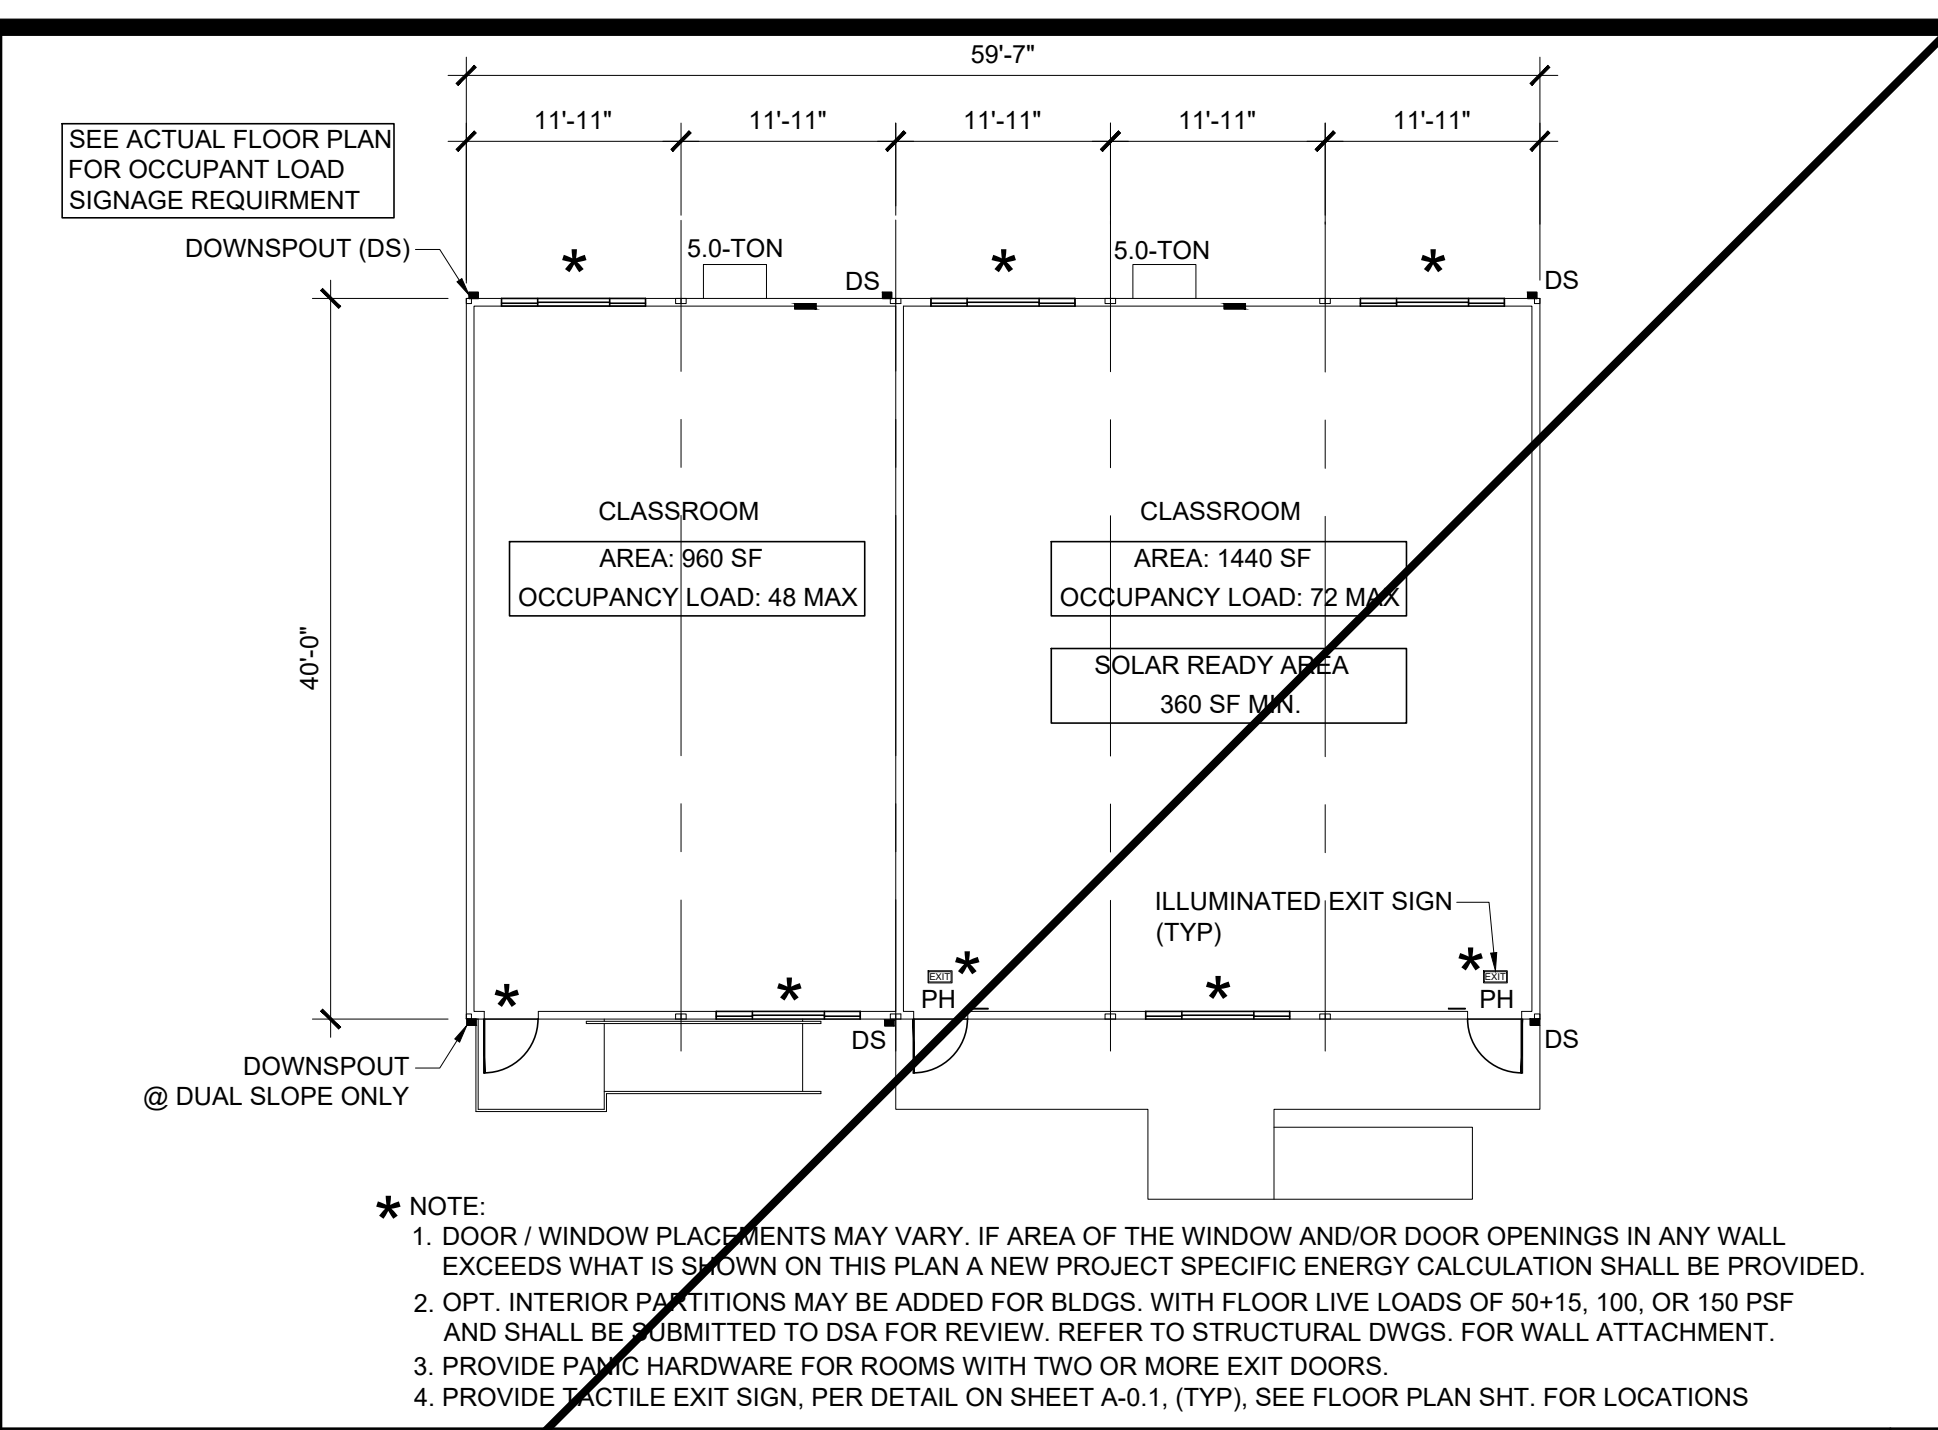 59'-7"
11'-11" 11'-11" 11'-11" 11'-11" 11'-11"
SEE ACTUAL FLOOR PLAN
FOR OCCUPANT LOAD
SIGNAGE REQUIRMENT
DOWNSPOUT (DS)
* 5.0-TON * 5.0-TON *
DS DS
CLASSROOM
AREA: 960 SF
OCCUPANCY LOAD: 48 MAX
CLASSROOM
AREA: 1440 SF
OCCUPANCY LOAD: 72 MAX
SOLAR READY AREA
360 SF MIN.
40'-0"
ILLUMINATED EXIT SIGN
(TYP)
* * EXIT * * EXIT *
PH PH
DS DS
DOWNSPOUT
@ DUAL SLOPE ONLY
* NOTE:
1. DOOR / WINDOW PLACEMENTS MAY VARY. IF AREA OF THE WINDOW AND/OR DOOR OPENINGS IN ANY WALL
EXCEEDS WHAT IS SHOWN ON THIS PLAN A NEW PROJECT SPECIFIC ENERGY CALCULATION SHALL BE PROVIDED.
2. OPT. INTERIOR PARTITIONS MAY BE ADDED FOR BLDGS. WITH FLOOR LIVE LOADS OF 50+15, 100, OR 150 PSF
AND SHALL BE SUBMITTED TO DSA FOR REVIEW. REFER TO STRUCTURAL DWGS. FOR WALL ATTACHMENT.
3. PROVIDE PANIC HARDWARE FOR ROOMS WITH TWO OR MORE EXIT DOORS.
4. PROVIDE TACTILE EXIT SIGN, PER DETAIL ON SHEET A-0.1, (TYP), SEE FLOOR PLAN SHT. FOR LOCATIONS